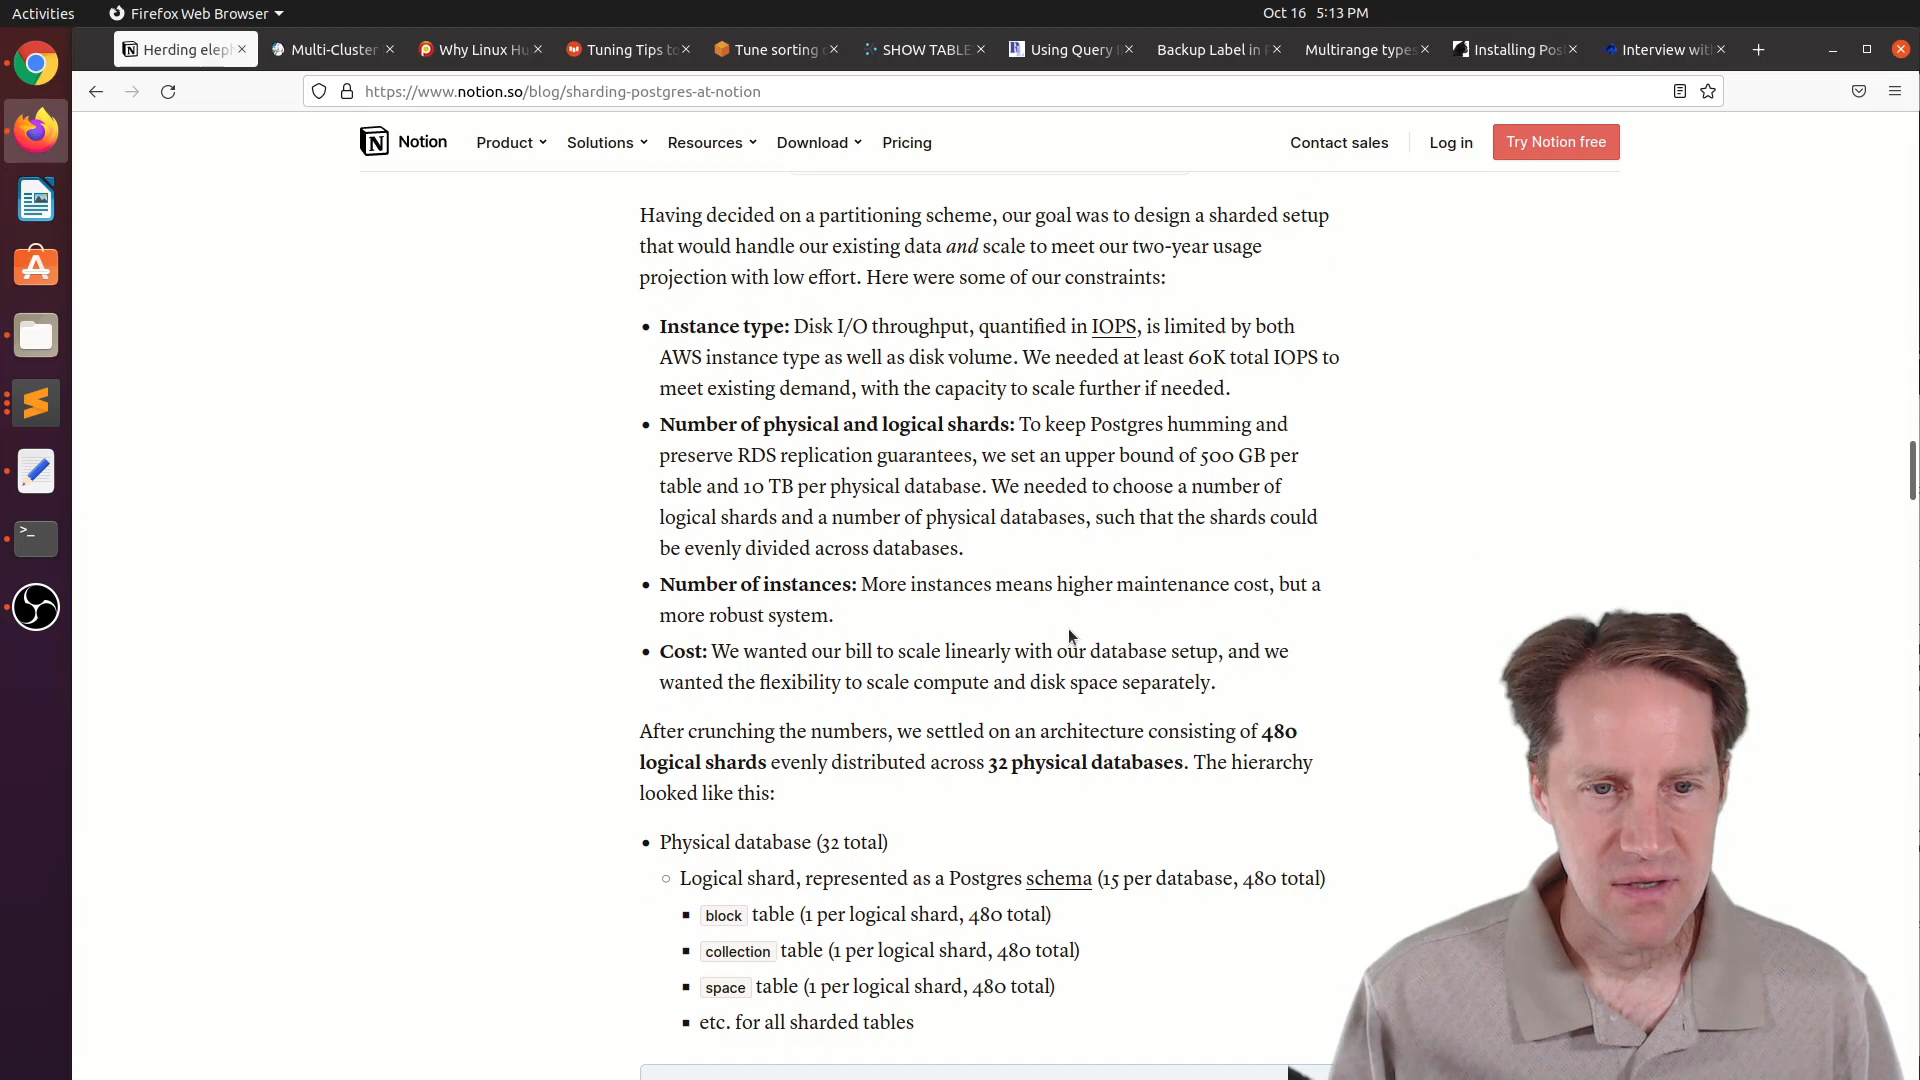 Activities
Firefox Web Browser
Oct 16 5:13 PM
Herding elep
Multi-Cluster
Why Linux Hu
Tuning Tips to
Tune sorting
SHOW TABLE
Using Query
Backup Label in
Multirange types
Installing Pos
Interview wit
https://www.notion.so/blog/sharding-postgres-at-notion
Notion
Product
Solutions
Resources
Download
Pricing
Contact sales
Log in
Try Notion free
Having decided on a partitioning scheme, our goal was to design a sharded setup
that would handle our existing data and scale to meet our two-year usage
projection with low effort. Here were some of our constraints:
• Instance type: Disk I/O throughput, quantified in IOPS, is limited by both
AWS instance type as well as disk volume. We needed at least 60K total IOPS to
meet existing demand, with the capacity to scale further if needed.
• Number of physical and logical shards: To keep Postgres humming and
preserve RDS replication guarantees, we set an upper bound of 500 GB per
table and 10 TB per physical database. We needed to choose a number of
logical shards and a number of physical databases, such that the shards could
be evenly divided across databases.
• Number of instances: More instances means higher maintenance cost, but a
more robust system.
• Cost: We wanted our bill to scale linearly with our database setup, and we
wanted the flexibility to scale compute and disk space separately.
After crunching the numbers, we settled on an architecture consisting of 480
logical shards evenly distributed across 32 physical databases. The hierarchy
looked like this:
• Physical database (32 total)
○ Logical shard, represented as a Postgres schema (15 per database, 480 total)
▪ block table (1 per logical shard, 480 total)
▪ collection table (1 per logical shard, 480 total)
▪ space table (1 per logical shard, 480 total)
▪ etc. for all sharded tables